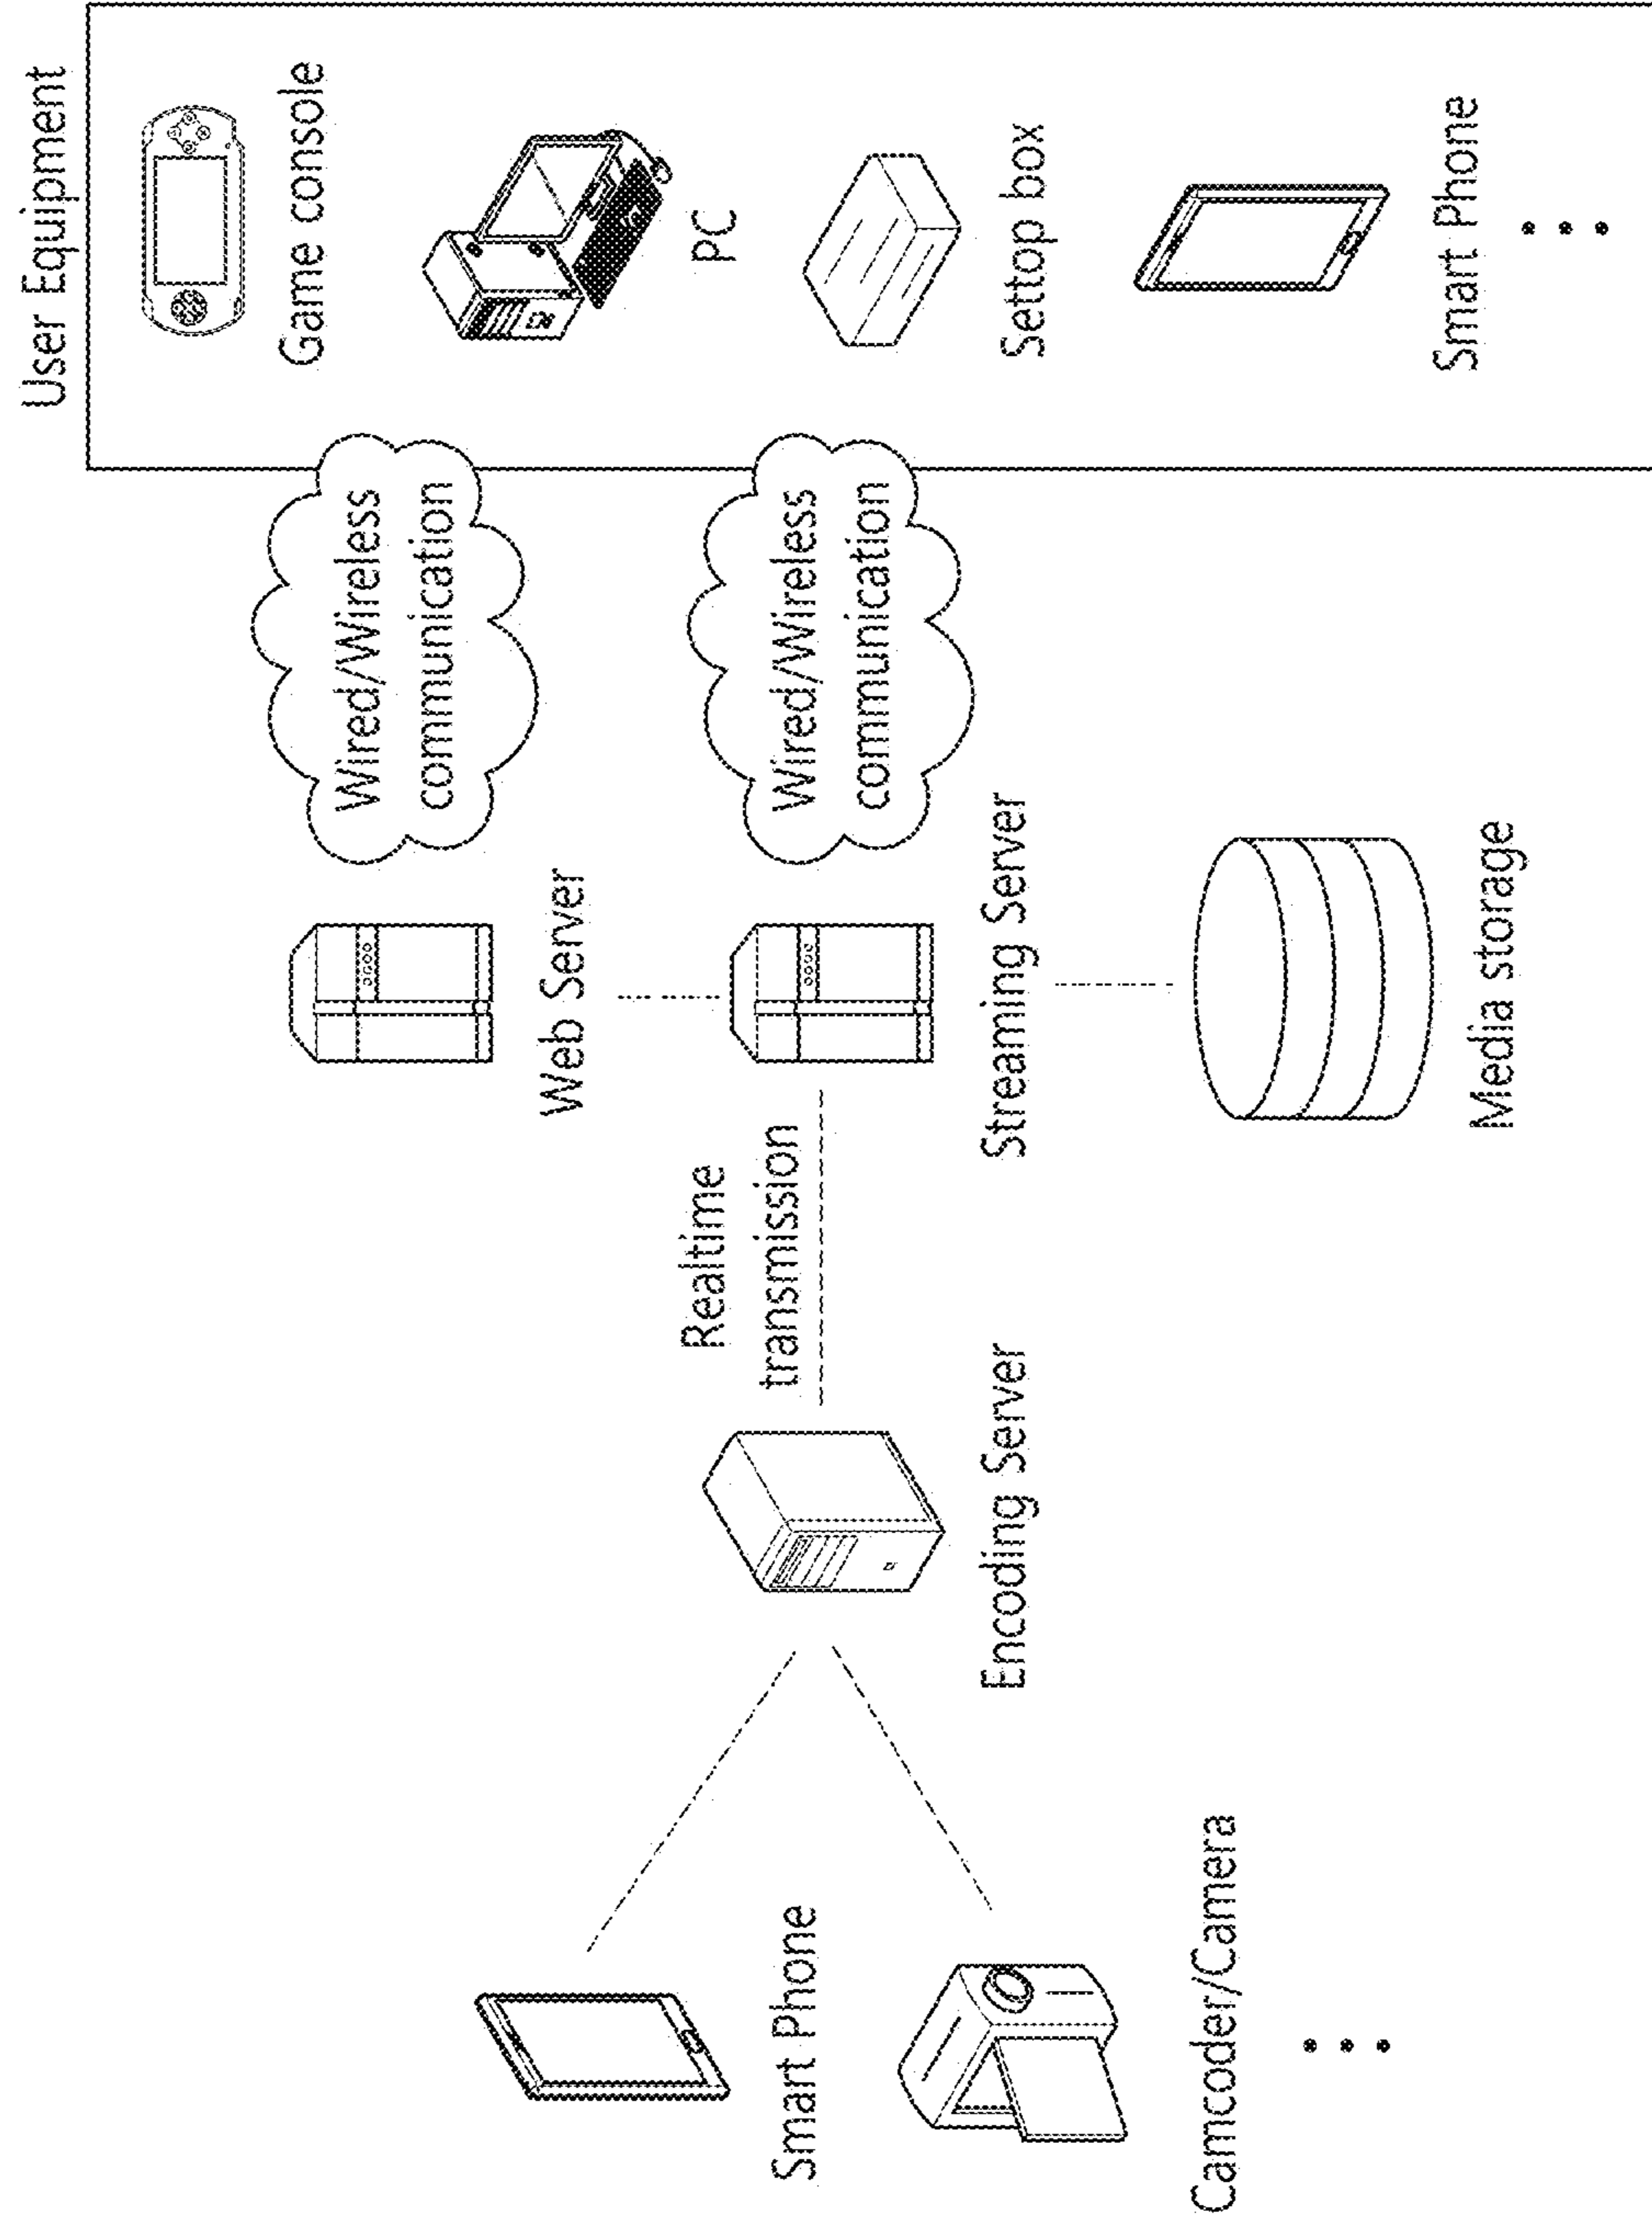 User Equipment
Game console
PC
Settop box
Smart Phone
Wired/Wireless
communication
Wired/Wireless
communication
Web Server
Streaming Server
Media storage
Realtime
transmission
Encoding Server
Smart Phone
Camcoder/Camera